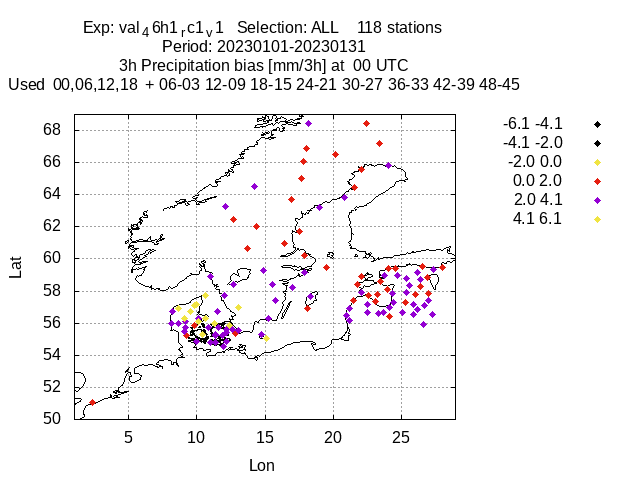 Exp: val46h1rc1v1 Selection: ALL 118 stations
Period: 20230101-20230131
3h Precipitation bias [mm/3h] at 00 UTC
Used 00,06,12,18 + 06-03 12-09 18-15 24-21 30-27 36-33 42-39 48-45
68
66
64
62
60
58
56
54
52
50
Lat
5 10 15 20 25
Lon
-6.1 -4.1
-4.1 -2.0
-2.0 0.0
0.0 2.0
2.0 4.1
4.1 6.1